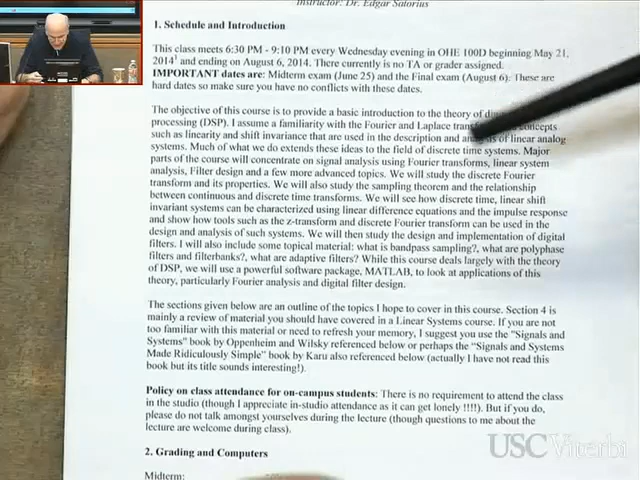 Instructor: Dr. Edgar Satorius
1. Schedule and Introduction
This class meets 6:30 PM - 9:10 PM every Wednesday evening in OHE 100D beginning May 21,
2014¹ and ending on August 6, 2014. There currently is no TA or grader assigned.
IMPORTANT dates are: Midterm exam (June 25) and the Final exam (August 6): These are
hard dates so make sure you have no conflicts with these dates.
The objective of this course is to provide a basic introduction to the theory of
processing (DSP). I assume a familiarity with the Fourier and Laplace concepts
such as linearity and shift invariance that are used in the description and analysis of linear analog
systems. Much of what we do extends these ideas to the field of discrete time systems. Major
parts of the course will concentrate on signal analysis using Fourier transforms, linear system
analysis, Filter design and a few more advanced topics. We will study the discrete Fourier
transform and its properties. We will also study the sampling theorem and the relationship
between continuous and discrete time transforms. We will see how discrete time, linear shift
invariant systems can be characterized using linear difference equations and the impulse response
and show how tools such as the z-transform and discrete Fourier transform can be used in the
design and analysis of such systems. We will then study the design and implementation of digital
filters. I will also include some topical material: what is bandpass sampling?, what are polyphase
filters and filterbanks?, what are adaptive filters? While this course deals largely with the theory
of DSP, we will use a powerful software package, MATLAB, to look at applications of this
theory, particularly Fourier analysis and digital filter design.
The sections given below are an outline of the topics I hope to cover in this course. Section 4 is
mainly a review of material you should have covered in a Linear Systems course. If you are not
too familiar with this material or need to refresh your memory, I suggest you use the "Signals and
Systems" book by Oppenheim and Wilsky referenced below or perhaps the "Signals and Systems
Made Ridiculously Simple" book by Karu also referenced below (actually I have not read this
book but its title sounds interesting!).
Policy on class attendance for on-campus students: There is no requirement to attend the class
in the studio (though I appreciate in-studio attendance as it can get lonely !!!!). But if you do,
please do not talk amongst yourselves during the lecture (though questions to me about the
lecture are welcome during class).
2. Grading and Computers
Midterm:
USC Viterbi